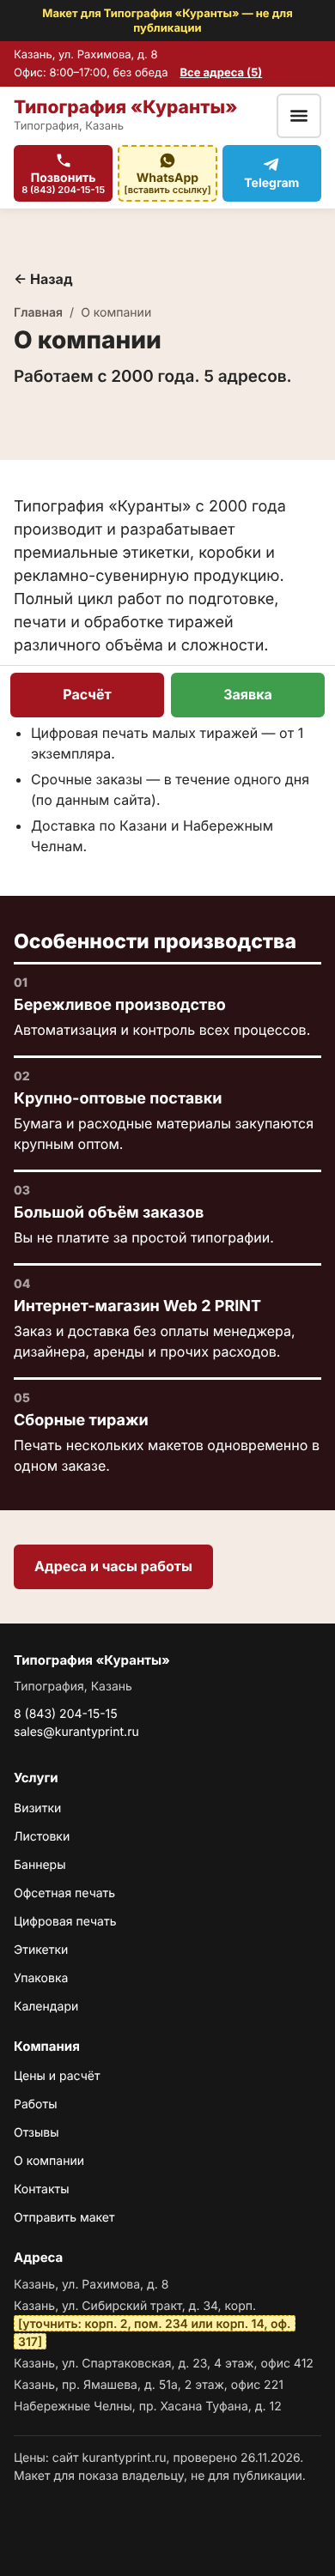 Макет для Типография «Куранты» — не для
публикации
Казань, ул. Рахимова, д. 8
Офис: 8:00–17:00, без обеда Все адреса (5)
Типография «Куранты»
Типография, Казань
Позвонить
8 (843) 204-15-15
WhatsApp
[вставить ссылку]
Telegram
← Назад
Главная / О компании
О компании
Работаем с 2000 года. 5 адресов.
Типография «Куранты» с 2000 года
производит и разрабатывает
премиальные этикетки, коробки и
рекламно-сувенирную продукцию.
Полный цикл работ по подготовке,
печати и обработке тиражей
различного объёма и сложности.
Расчёт
Заявка
• Цифровая печать малых тиражей — от 1
экземпляра.
• Срочные заказы — в течение одного дня
(по данным сайта).
• Доставка по Казани и Набережным
Челнам.
Особенности производства
01
Бережливое производство
Автоматизация и контроль всех процессов.
02
Крупно-оптовые поставки
Бумага и расходные материалы закупаются
крупным оптом.
03
Большой объём заказов
Вы не платите за простой типографии.
04
Интернет-магазин Web 2 PRINT
Заказ и доставка без оплаты менеджера,
дизайнера, аренды и прочих расходов.
05
Сборные тиражи
Печать нескольких макетов одновременно в
одном заказе.
Адреса и часы работы
Типография «Куранты»
Типография, Казань
8 (843) 204-15-15
sales@kurantyprint.ru
Услуги
Визитки
Листовки
Баннеры
Офсетная печать
Цифровая печать
Этикетки
Упаковка
Календари
Компания
Цены и расчёт
Работы
Отзывы
О компании
Контакты
Отправить макет
Адреса
Казань, ул. Рахимова, д. 8
Казань, ул. Сибирский тракт, д. 34, корп.
[уточнить: корп. 2, пом. 234 или корп. 14, оф.
317]
Казань, ул. Спартаковская, д. 23, 4 этаж, офис 412
Казань, пр. Ямашева, д. 51а, 2 этаж, офис 221
Набережные Челны, пр. Хасана Туфана, д. 12
Цены: сайт kurantyprint.ru, проверено 26.11.2026.
Макет для показа владельцу, не для публикации.